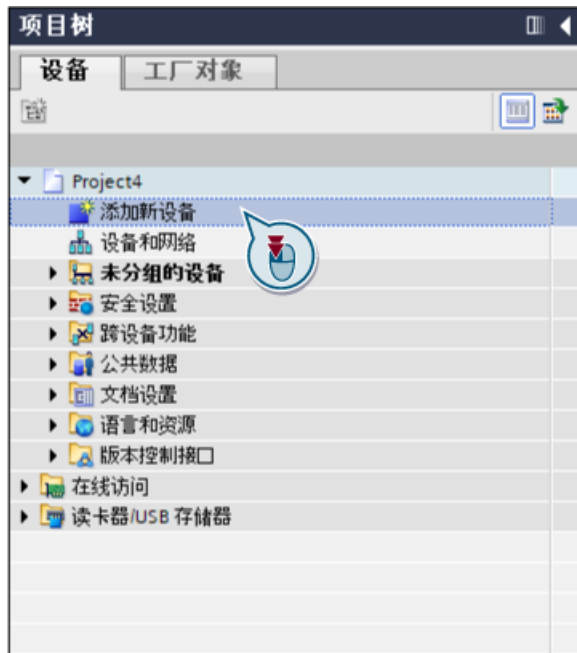 项目树
设备 工厂对象
Project4
添加新设备
设备和网络
未分组的设备
安全设置
跨设备功能
公共数据
文档设置
语言和资源
版本控制接口
在线访问
读卡器/USB 存储器